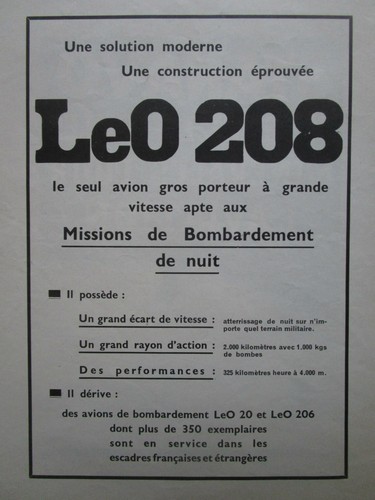 Une solution moderne
Une construction éprouvée
LeO 208
le seul avion gros porteur à grande
vitesse apte aux
Missions de Bombardement
de nuit
Il possède :
Un grand écart de vitesse : atterrissage de nuit sur n'im-
porte quel terrain militaire.
Un grand rayon d'action : 2.000 kilomètres avec 1.000 kgs
de bombes
Des performances : 325 kilomètres heure à 4.000 m.
Il dérive :
des avions de bombardement LeO 20 et LeO 206
dont plus de 350 exemplaires
sont en service dans les
escadres françaises et étrangères